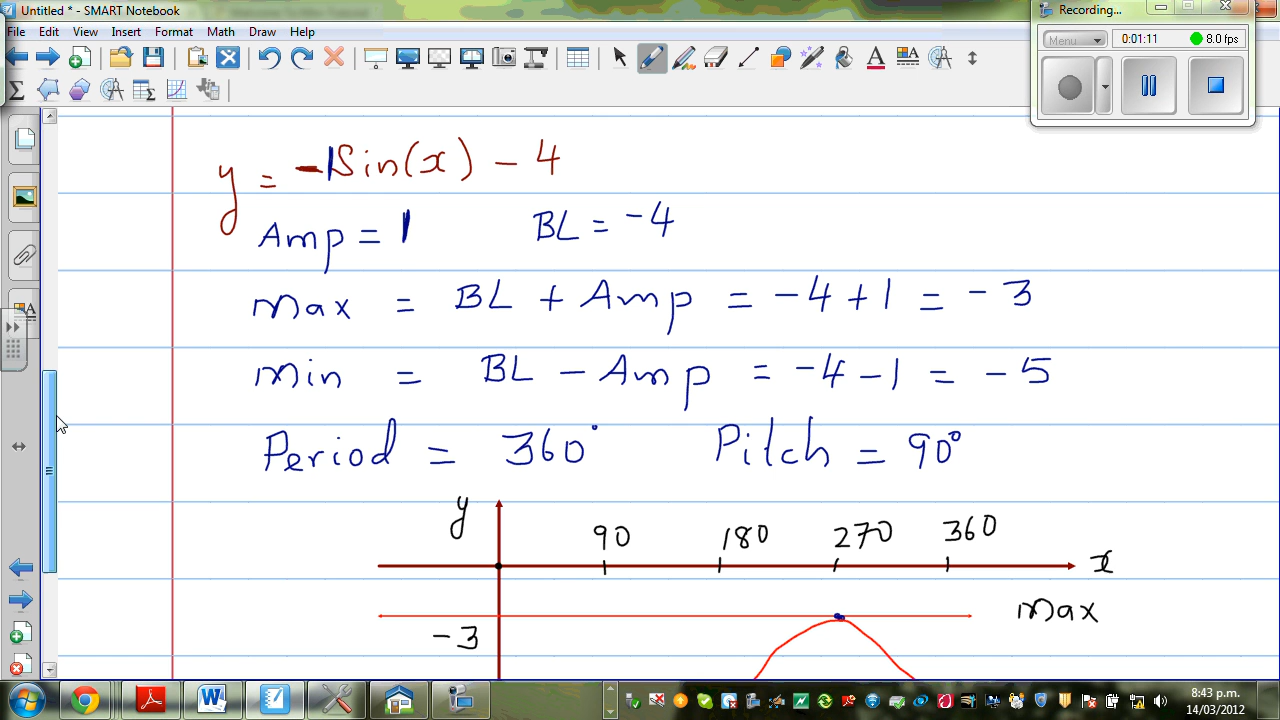 Untitled * - SMART Notebook
File Edit View Insert Format Math Draw Help
Recording...
Menu 0:01:11 8.0 fps
y = -1Sin(x) - 4
Amp = 1 BL = -4
Max = BL + Amp = -4 + 1 = -3
Min = BL - Amp = -4 - 1 = -5
Period = 360° Pitch = 90°
y 90 180 270 360 x
-3 Max
8:43 p.m.
14/03/2012